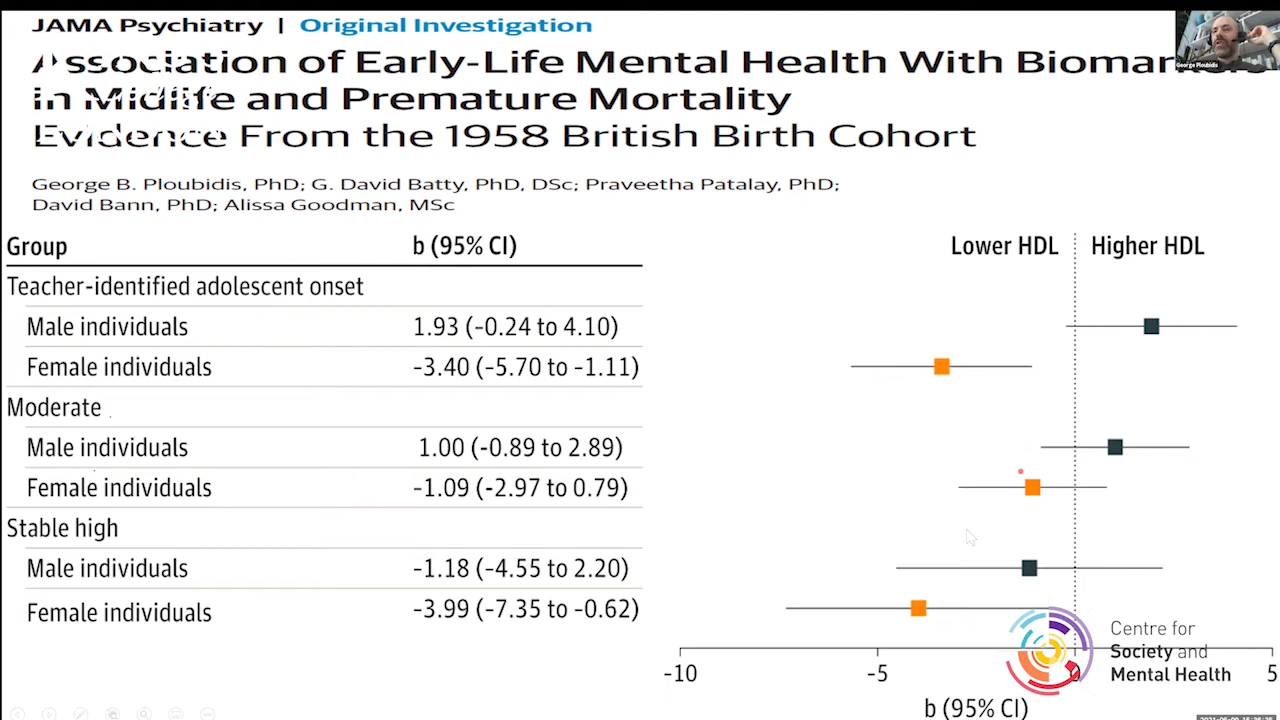 JAMA Psychiatry | Original Investigation
George Ploubidis
Association of Early-Life Mental Health With
in Midlife and Premature Mortality
Evidence From the 1958 British Birth Cohort
George B. Ploubidis, PhD; G. David Batty, PhD, DSc; Praveetha Patalay, PhD;
David Bann, PhD; Alissa Goodman, MSc
Group b (95% CI) Lower HDL Higher HDL
Teacher-identified adolescent onset
Male individuals 1.93 (-0.24 to 4.10)
Female individuals -3.40 (-5.70 to -1.11)
Moderate
Male individuals 1.00 (-0.89 to 2.89)
Female individuals -1.09 (-2.97 to 0.79)
Stable high
Male individuals -1.18 (-4.55 to 2.20)
Female individuals -3.99 (-7.35 to -0.62)
Centre for
Society and
Mental Health
-10 -5 0 5
b (95% CI)